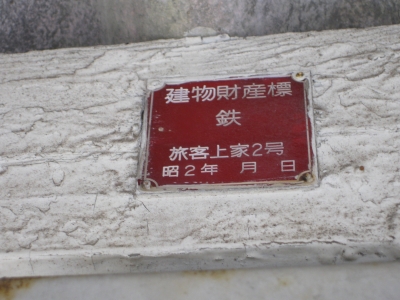 建物財産標
鉄
旅客上家2号
昭2年 月 日